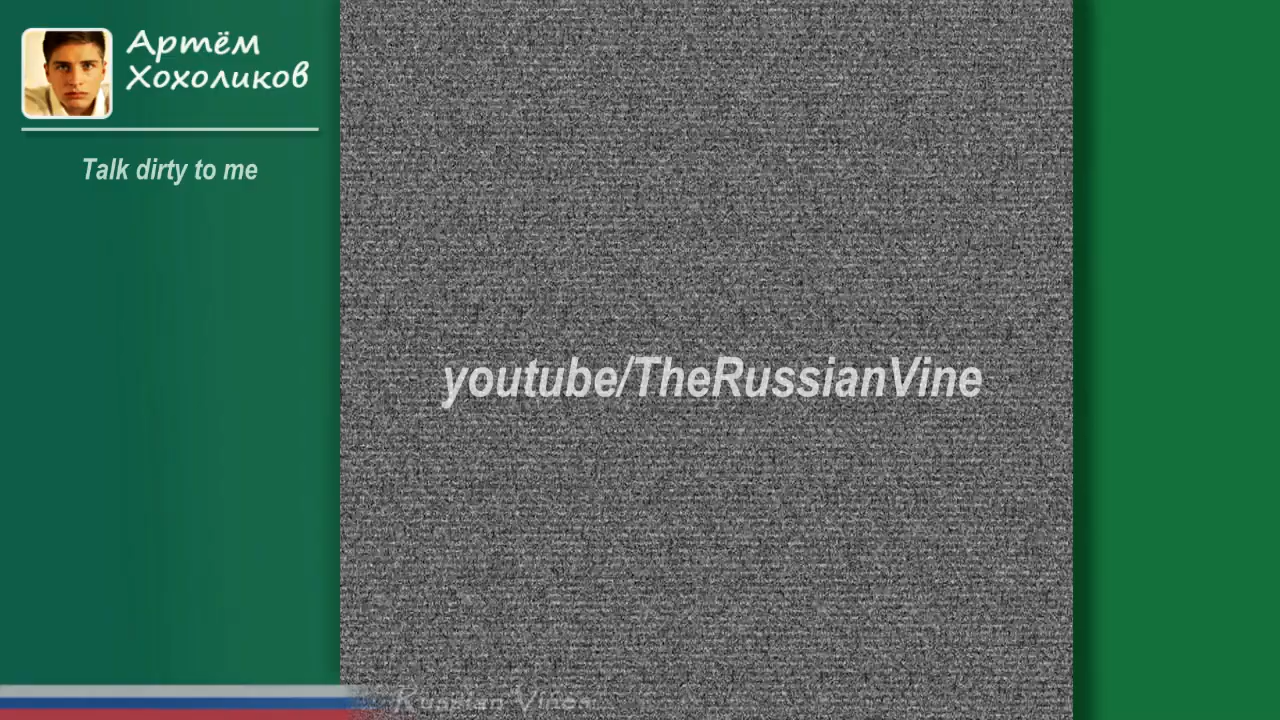 Артём
Хохоликов
Talk dirty to me
youtube/TheRussianVine
Russian Vines